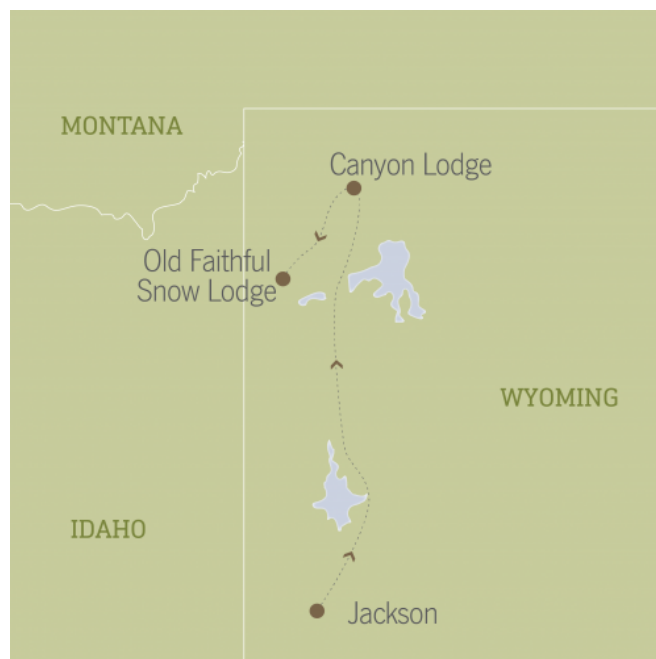 MONTANA
Canyon Lodge
Old Faithful
Snow Lodge
WYOMING
IDAHO
Jackson